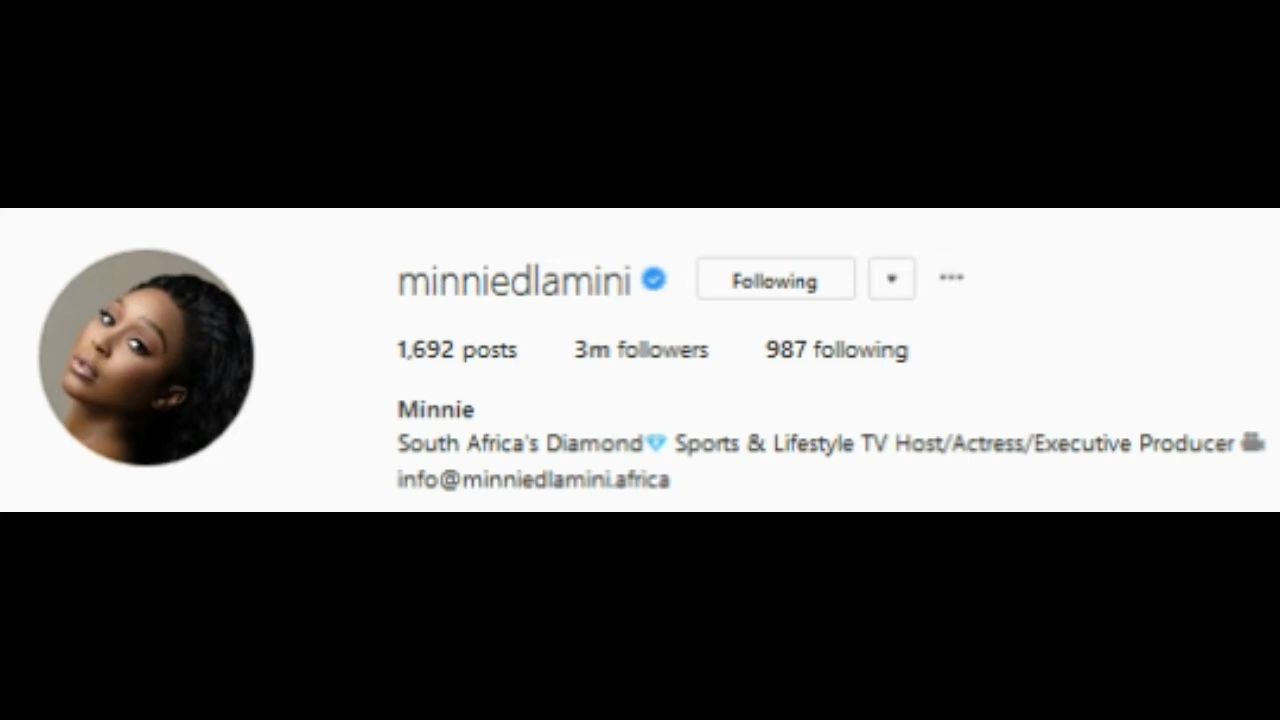 minniedlamini Following
1,692 posts 3m followers 987 following
Minnie
South Africa's Diamond💎 Sports & Lifestyle TV Host/Actress/Executive Producer 🎥
info@minniedlamini.africa